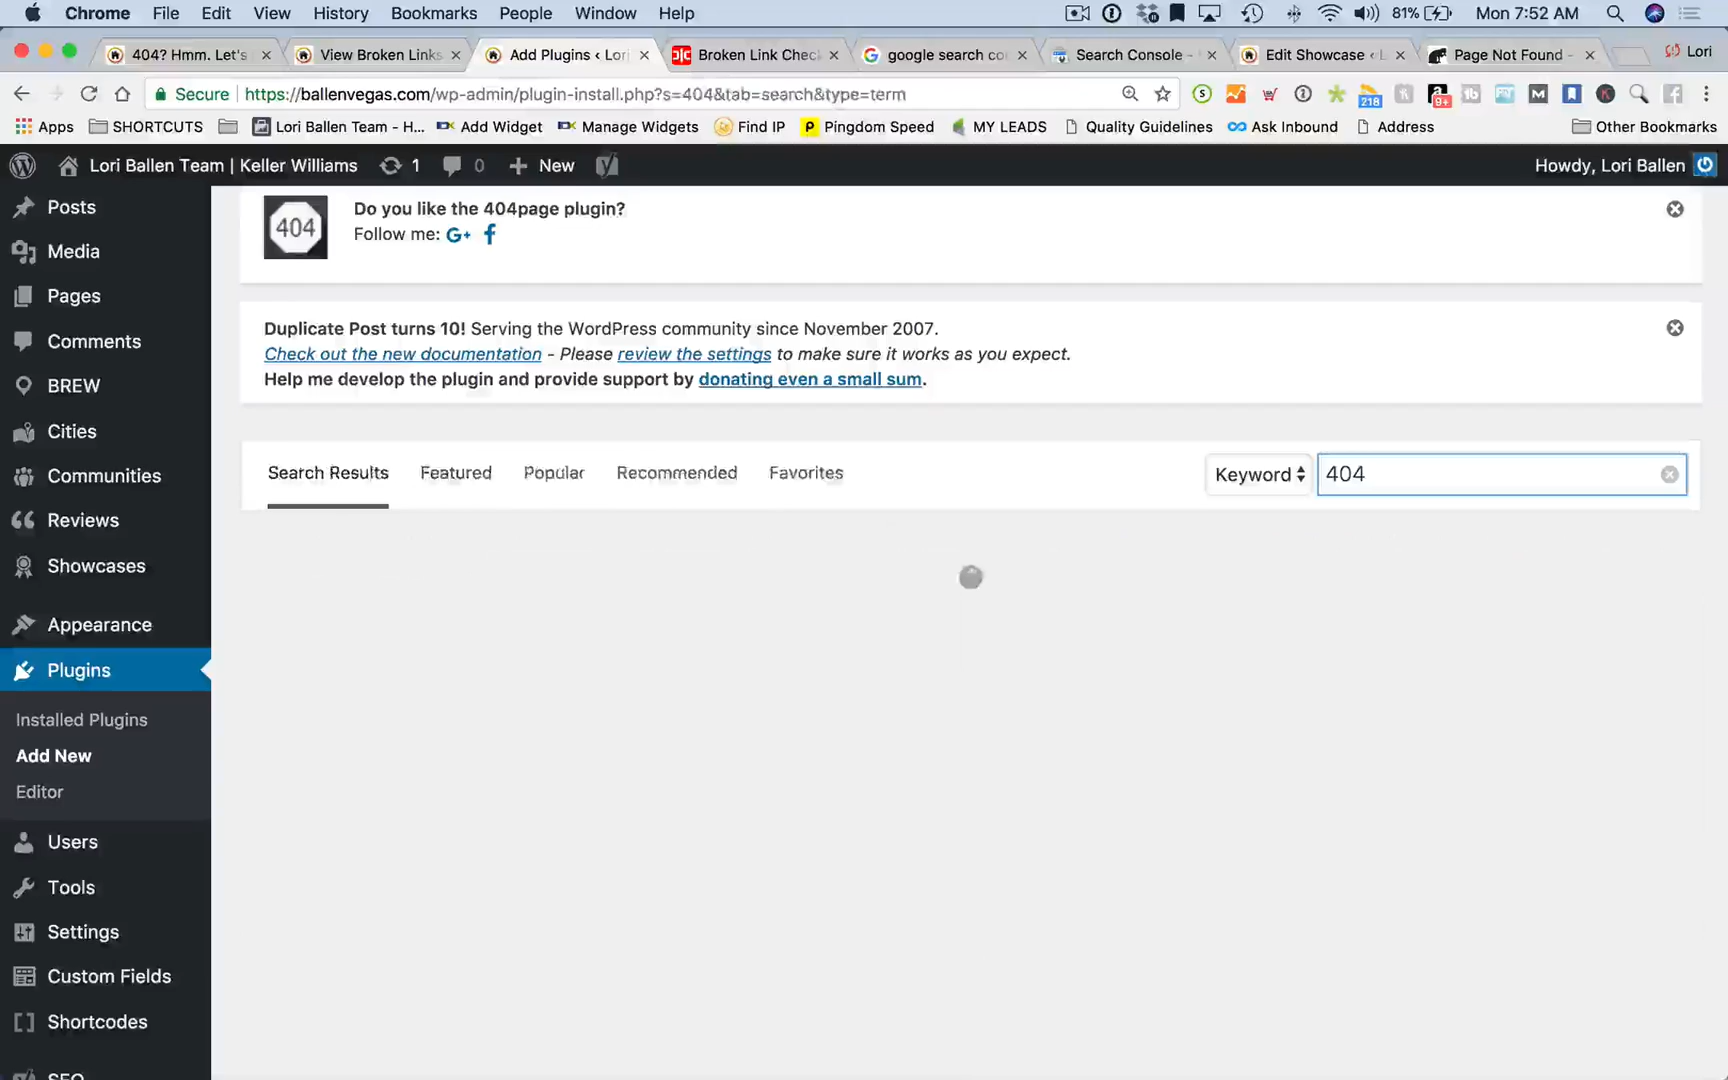 Chrome File Edit View History Bookmarks People Window Help 81% Mon 7:52 AM
404? Hmm. Let's View Broken Links Add Plugins ‹ Lori Broken Link Check google search co Search Console - Edit Showcase ‹ L Page Not Found - Lori
Secure https://ballenvegas.com/wp-admin/plugin-install.php?s=404&tab=search&type=term 218 9+
Apps SHORTCUTS Lori Ballen Team - H... Add Widget Manage Widgets Find IP Pingdom Speed MY LEADS Quality Guidelines Ask Inbound Address Other Bookmarks
Lori Ballen Team | Keller Williams 1 0 New Howdy, Lori Ballen
Posts
Media
Pages
Comments
BREW
Cities
Communities
Reviews
Showcases
Appearance
Plugins
Installed Plugins
Add New
Editor
Users
Tools
Settings
Custom Fields
Shortcodes
SEO
404
Do you like the 404page plugin?
Follow me: G+ f
Duplicate Post turns 10! Serving the WordPress community since November 2007.
Check out the new documentation - Please review the settings to make sure it works as you expect.
Help me develop the plugin and provide support by donating even a small sum.
Search Results Featured Popular Recommended Favorites Keyword 404